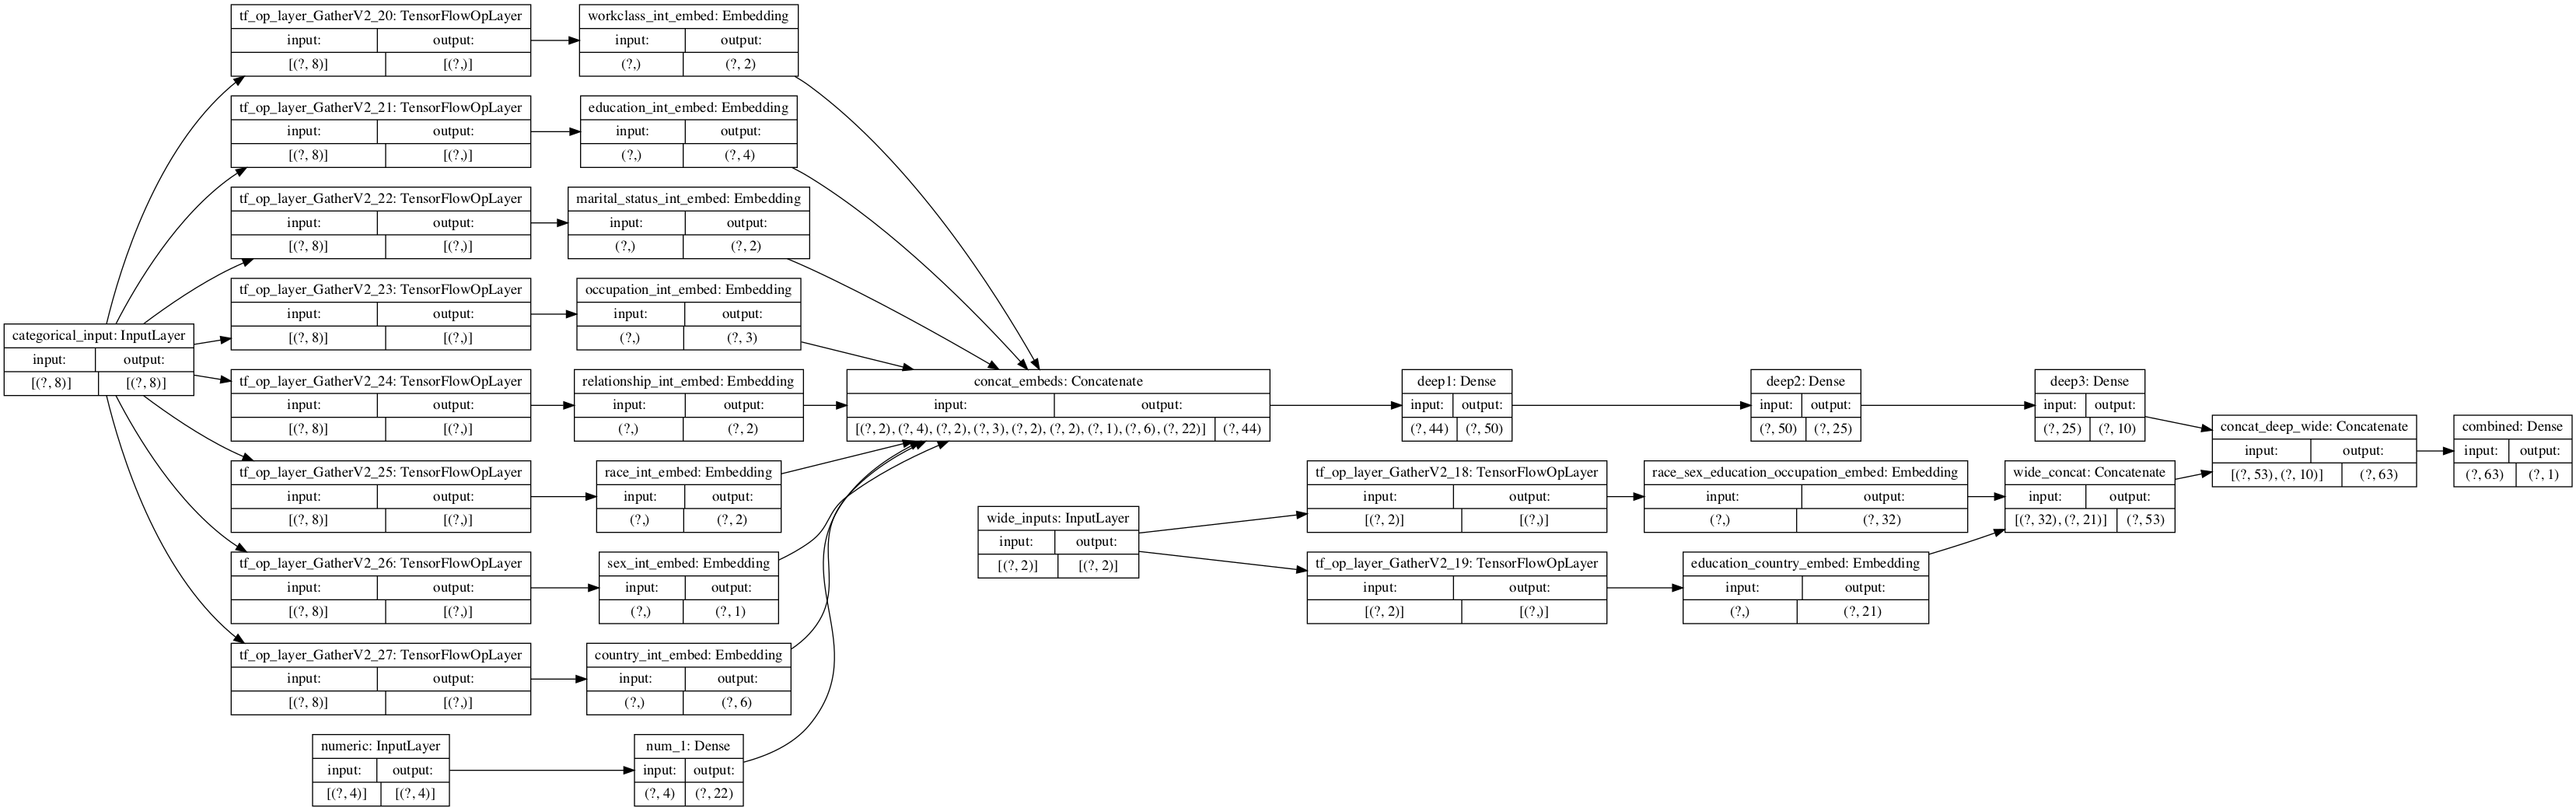 tf_op_layer_GatherV2_20: TensorFlowOpLayer
input: output:
[(?, 8)] [(?,)]
workclass_int_embed: Embedding
input: output:
(?,) (?, 2)
tf_op_layer_GatherV2_21: TensorFlowOpLayer
input: output:
[(?, 8)] [(?,)]
education_int_embed: Embedding
input: output:
(?,) (?, 4)
tf_op_layer_GatherV2_22: TensorFlowOpLayer
input: output:
[(?, 8)] [(?,)]
marital_status_int_embed: Embedding
input: output:
(?,) (?, 2)
tf_op_layer_GatherV2_23: TensorFlowOpLayer
input: output:
[(?, 8)] [(?,)]
occupation_int_embed: Embedding
input: output:
(?,) (?, 3)
categorical_input: InputLayer
input: output:
[(?, 8)] [(?, 8)]
tf_op_layer_GatherV2_24: TensorFlowOpLayer
input: output:
[(?, 8)] [(?,)]
relationship_int_embed: Embedding
input: output:
(?,) (?, 2)
concat_embeds: Concatenate
input: output:
[(?, 2), (?, 4), (?, 2), (?, 3), (?, 2), (?, 2), (?, 1), (?, 6), (?, 22)] (?, 44)
deep1: Dense
input: output:
(?, 44) (?, 50)
deep2: Dense
input: output:
(?, 50) (?, 25)
deep3: Dense
input: output:
(?, 25) (?, 10)
concat_deep_wide: Concatenate
input: output:
[(?, 53), (?, 10)] (?, 63)
combined: Dense
input: output:
(?, 63) (?, 1)
tf_op_layer_GatherV2_25: TensorFlowOpLayer
input: output:
[(?, 8)] [(?,)]
race_int_embed: Embedding
input: output:
(?,) (?, 2)
wide_inputs: InputLayer
input: output:
[(?, 2)] [(?, 2)]
tf_op_layer_GatherV2_18: TensorFlowOpLayer
input: output:
[(?, 2)] [(?,)]
race_sex_education_occupation_embed: Embedding
input: output:
(?,) (?, 32)
wide_concat: Concatenate
input: output:
[(?, 32), (?, 21)] (?, 53)
tf_op_layer_GatherV2_26: TensorFlowOpLayer
input: output:
[(?, 8)] [(?,)]
sex_int_embed: Embedding
input: output:
(?,) (?, 1)
tf_op_layer_GatherV2_19: TensorFlowOpLayer
input: output:
[(?, 2)] [(?,)]
education_country_embed: Embedding
input: output:
(?,) (?, 21)
tf_op_layer_GatherV2_27: TensorFlowOpLayer
input: output:
[(?, 8)] [(?,)]
country_int_embed: Embedding
input: output:
(?,) (?, 6)
numeric: InputLayer
input: output:
[(?, 4)] [(?, 4)]
num_1: Dense
input: output:
(?, 4) (?, 22)